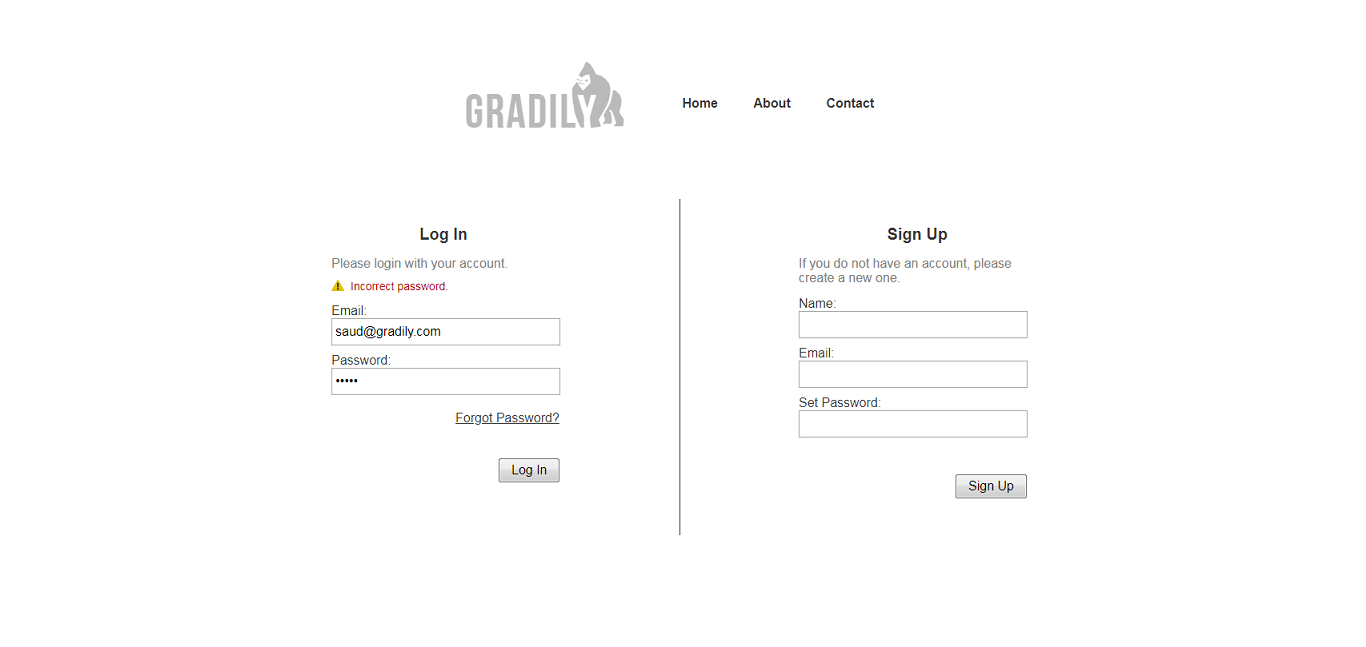 GRADILY
Home
About
Contact
Log In
Please login with your account.
Incorrect password.
Email:
saud@gradily.com
Password:
•••••
Forgot Password?
Log In
Sign Up
If you do not have an account, please
create a new one.
Name:
Email:
Set Password:
Sign Up